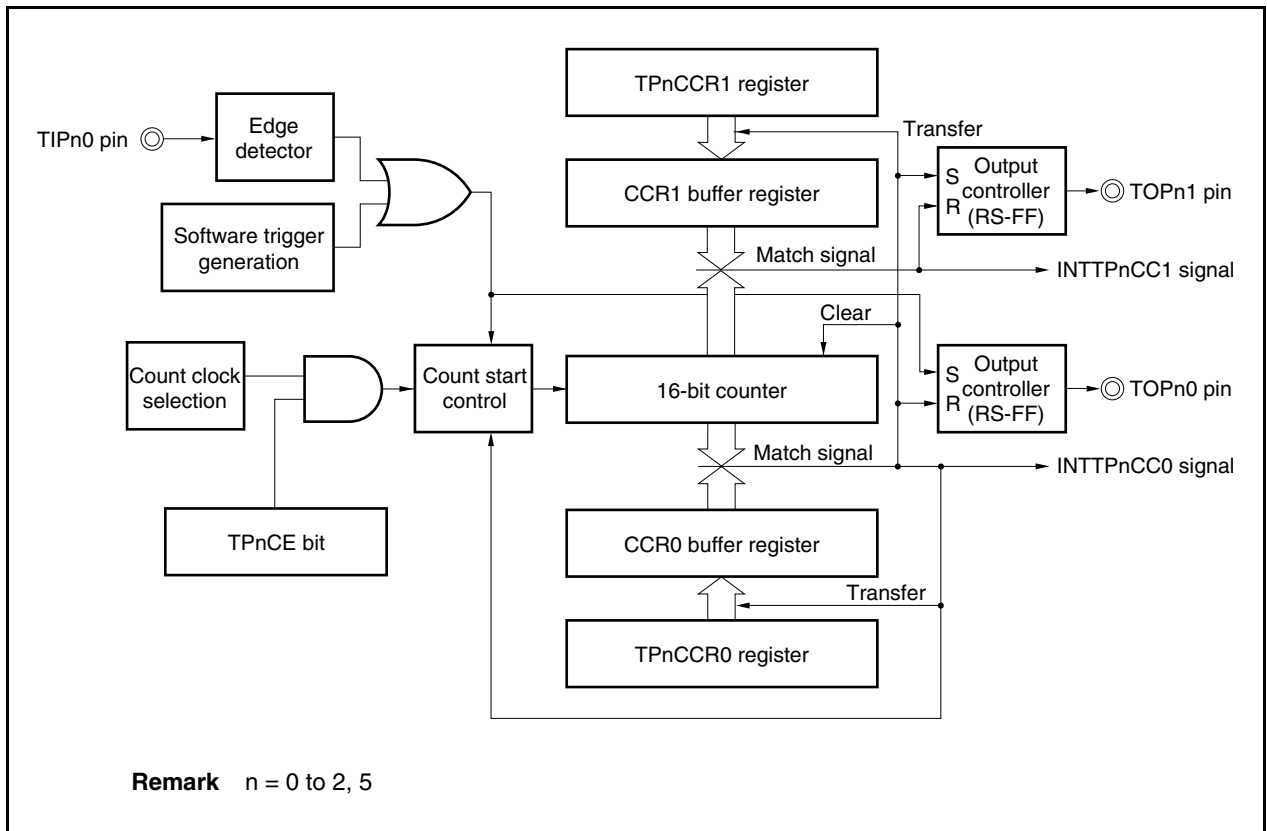 TPnCCR1 register
TIPn0 pin
Edge
detector
Transfer
CCR1 buffer register
S
R
Output
controller
(RS-FF)
TOPn1 pin
Software trigger
generation
Match signal
INTTPnCC1 signal
Clear
Count clock
selection
Count start
control
16-bit counter
S
R
Output
controller
(RS-FF)
TOPn0 pin
Match signal
INTTPnCC0 signal
TPnCE bit
CCR0 buffer register
Transfer
TPnCCR0 register
Remark n = 0 to 2, 5